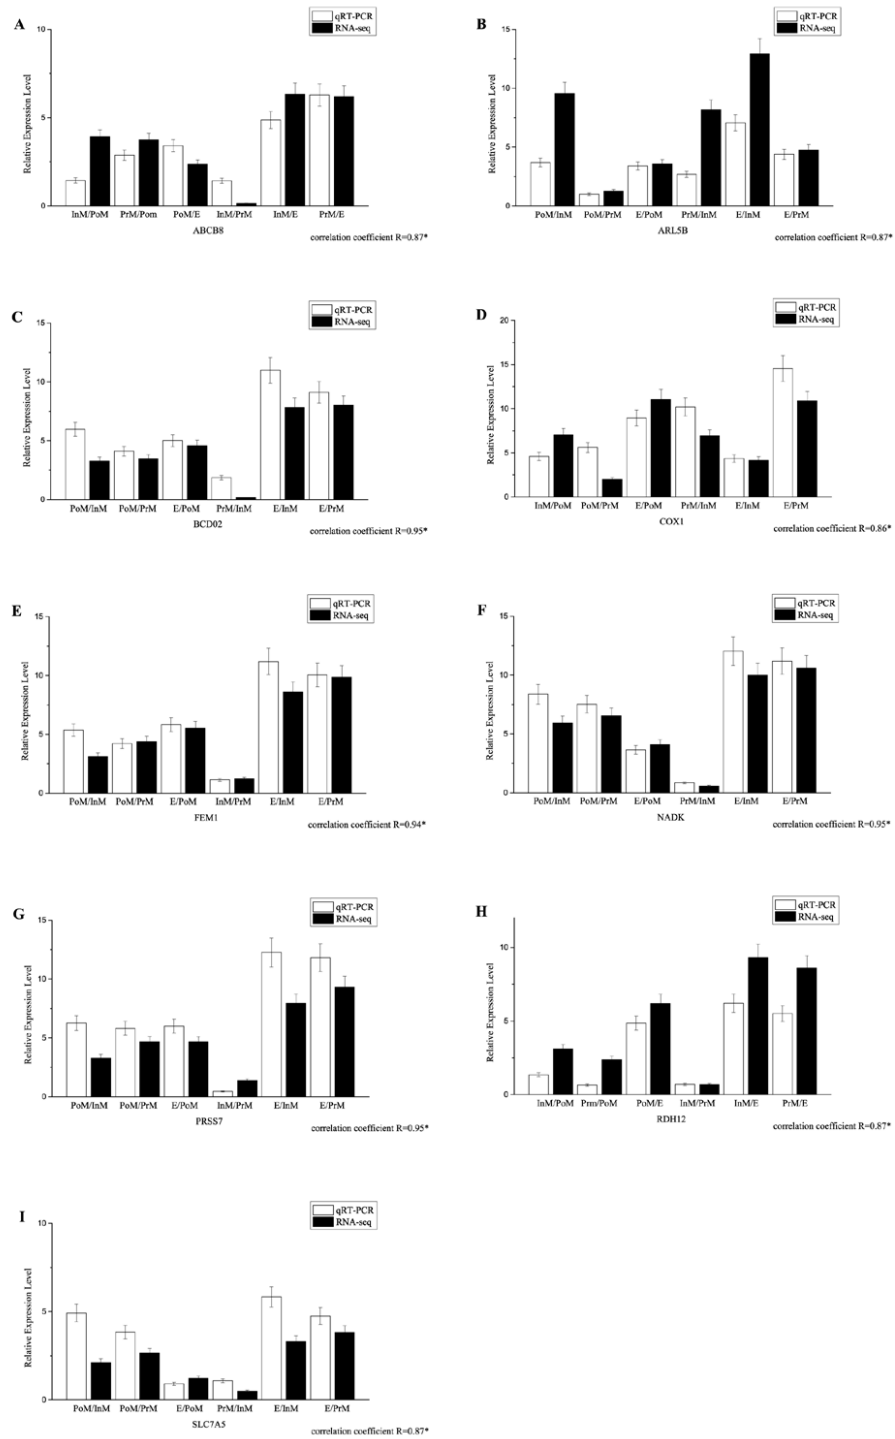 A
qRT-PCR
RNA-seq
Relative Expression Level
10
5
0
InM/PoM PrM/Pom PoM/E InM/PrM InM/E PrM/E
ABCB8
correlation coefficient R=0.87*
B
qRT-PCR
RNA-seq
Relative Expression Level
15
10
5
0
PoM/InM PoM/PrM E/PoM PrM/InM E/InM E/PrM
ARL5B
correlation coefficient R=0.87*
C
qRT-PCR
RNA-seq
Relative Expression Level
15
10
5
0
PoM/InM PoM/PrM E/PoM PrM/InM E/InM E/PrM
BCD02
correlation coefficient R=0.95*
D
qRT-PCR
RNA-seq
Relative Expression Level
20
15
10
5
0
InM/PoM PoM/PrM E/PoM PrM/InM E/InM E/PrM
COX1
correlation coefficient R=0.86*
E
qRT-PCR
RNA-seq
Relative Expression Level
15
10
5
0
PoM/InM PoM/PrM E/PoM InM/PrM E/InM E/PrM
FEM1
correlation coefficient R=0.94*
F
qRT-PCR
RNA-seq
Relative Expression Level
15
10
5
0
PoM/InM PoM/PrM E/PoM PrM/InM E/InM E/PrM
NADK
correlation coefficient R=0.95*
G
qRT-PCR
RNA-seq
Relative Expression Level
15
10
5
0
PoM/InM PoM/PrM E/PoM InM/PrM E/InM E/PrM
PRSS7
correlation coefficient R=0.95*
H
qRT-PCR
RNA-seq
Relative Expression Level
10
5
0
InM/PoM Prm/PoM PoM/E InM/PrM InM/E PrM/E
RDH12
correlation coefficient R=0.87*
I
qRT-PCR
RNA-seq
Relative Expression Level
10
5
0
PoM/InM PoM/PrM E/PoM PrM/InM E/InM E/PrM
SLC7A5
correlation coefficient R=0.87*